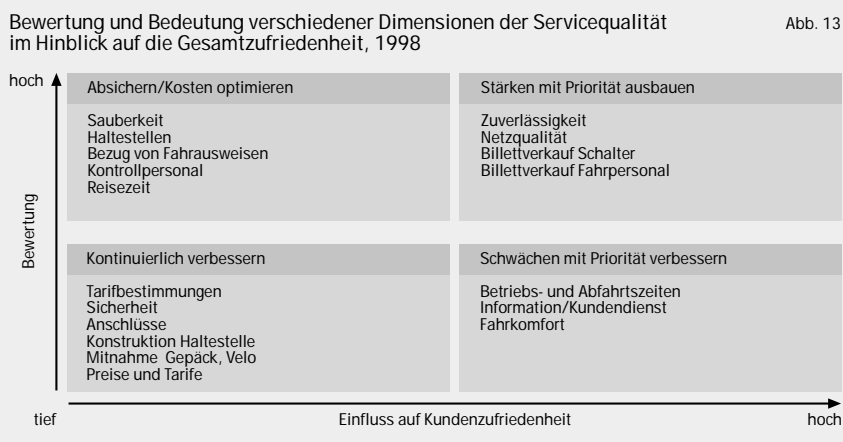 Bewertung und Bedeutung verschiedener Dimensionen der Servicequalität
im Hinblick auf die Gesamtzufriedenheit, 1998
Abb. 13
hoch
Absichern/Kosten optimieren
Sauberkeit
Haltestellen
Bezug von Fahrausweisen
Kontrollpersonal
Reisezeit
Stärken mit Priorität ausbauen
Zuverlässigkeit
Netzqualität
Billettverkauf Schalter
Billettverkauf Fahrpersonal
Bewertung
Kontinuierlich verbessern
Tarifbestimmungen
Sicherheit
Anschlüsse
Konstruktion Haltestelle
Mitnahme Gepäck, Velo
Preise und Tarife
Schwächen mit Priorität verbessern
Betriebs- und Abfahrtszeiten
Information/Kundendienst
Fahrkomfort
tief
Einfluss auf Kundenzufriedenheit
hoch